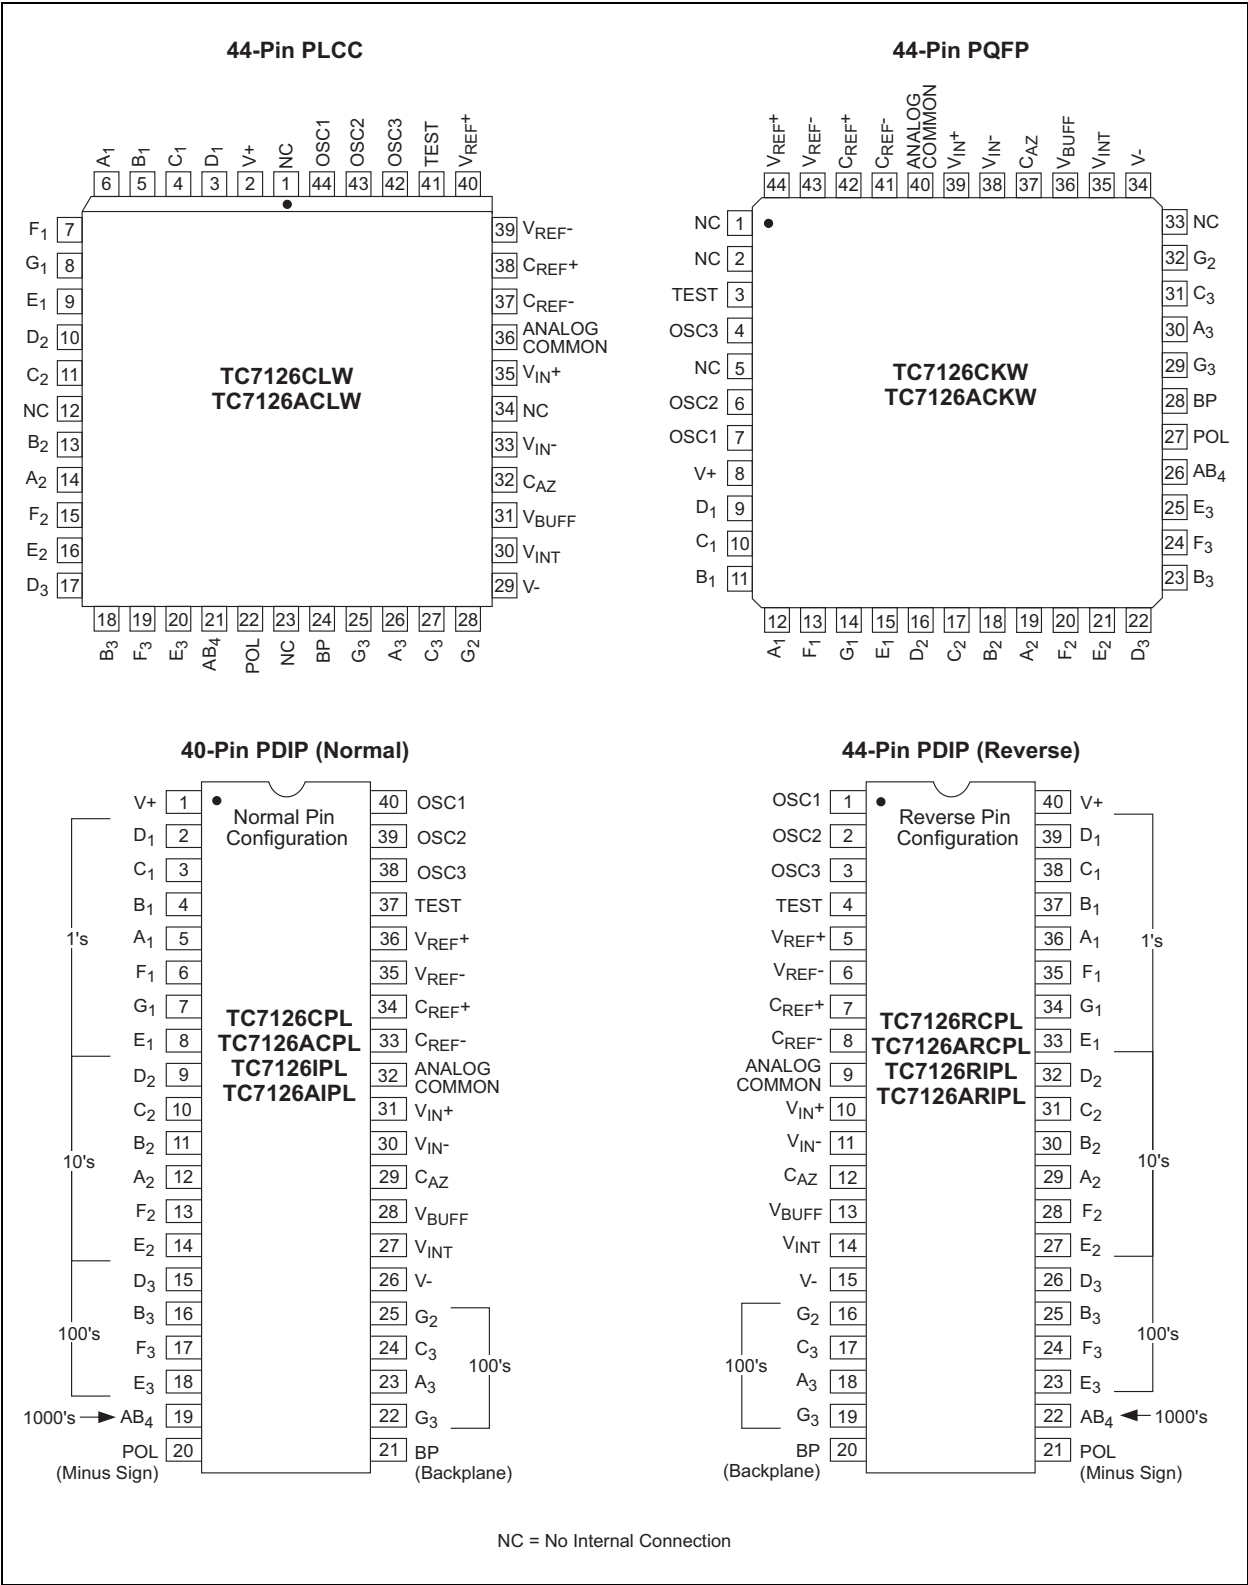 44-Pin PLCC
A1 B1 C1 D1 V+ NC OSC1 OSC2 OSC3 TEST VREF+
6 5 4 3 2 1 44 43 42 41 40
F1 7 39 VREF-
G1 8 38 CREF+
E1 9 37 CREF-
D2 10 36 ANALOG COMMON
C2 11 35 VIN+
NC 12 34 NC
B2 13 33 VIN-
A2 14 32 CAZ
F2 15 31 VBUFF
E2 16 30 VINT
D3 17 29 V-
TC7126CLW
TC7126ACLW
18 19 20 21 22 23 24 25 26 27 28
B3 F3 E3 AB4 POL NC BP G3 A3 C3 G2
44-Pin PQFP
VREF+ VREF- CREF+ CREF- ANALOG COMMON VIN+ VIN- CAZ VBUFF VINT V-
44 43 42 41 40 39 38 37 36 35 34
NC 1 33 NC
NC 2 32 G2
TEST 3 31 C3
OSC3 4 30 A3
NC 5 29 G3
OSC2 6 28 BP
OSC1 7 27 POL
V+ 8 26 AB4
D1 9 25 E3
C1 10 24 F3
B1 11 23 B3
TC7126CKW
TC7126ACKW
12 13 14 15 16 17 18 19 20 21 22
A1 F1 G1 E1 D2 C2 B2 A2 F2 E2 D3
40-Pin PDIP (Normal)
Normal Pin
Configuration
V+ 1 40 OSC1
D1 2 39 OSC2
C1 3 38 OSC3
B1 4 37 TEST
1's
A1 5 36 VREF+
F1 6 35 VREF-
G1 7 34 CREF+
E1 8 33 CREF-
D2 9 32 ANALOG COMMON
C2 10 31 VIN+
B2 11 30 VIN-
10's
A2 12 29 CAZ
F2 13 28 VBUFF
E2 14 27 VINT
D3 15 26 V-
B3 16 25 G2
100's
F3 17 24 C3
100's
E3 18 23 A3
1000's AB4 19 22 G3
POL 20 21 BP
(Minus Sign) (Backplane)
TC7126CPL
TC7126ACPL
TC7126IPL
TC7126AIPL
44-Pin PDIP (Reverse)
Reverse Pin
Configuration
OSC1 1 40 V+
OSC2 2 39 D1
OSC3 3 38 C1
TEST 4 37 B1
VREF+ 5 36 A1
1's
VREF- 6 35 F1
CREF+ 7 34 G1
CREF- 8 33 E1
ANALOG COMMON 9 32 D2
VIN+ 10 31 C2
VIN- 11 30 B2
10's
CAZ 12 29 A2
VBUFF 13 28 F2
VINT 14 27 E2
V- 15 26 D3
G2 16 25 B3
100's
C3 17 24 F3
100's
A3 18 23 E3
G3 19 22 AB4 1000's
BP 20 21 POL
(Backplane) (Minus Sign)
TC7126RCPL
TC7126ARCPL
TC7126RIPL
TC7126ARIPL
NC = No Internal Connection